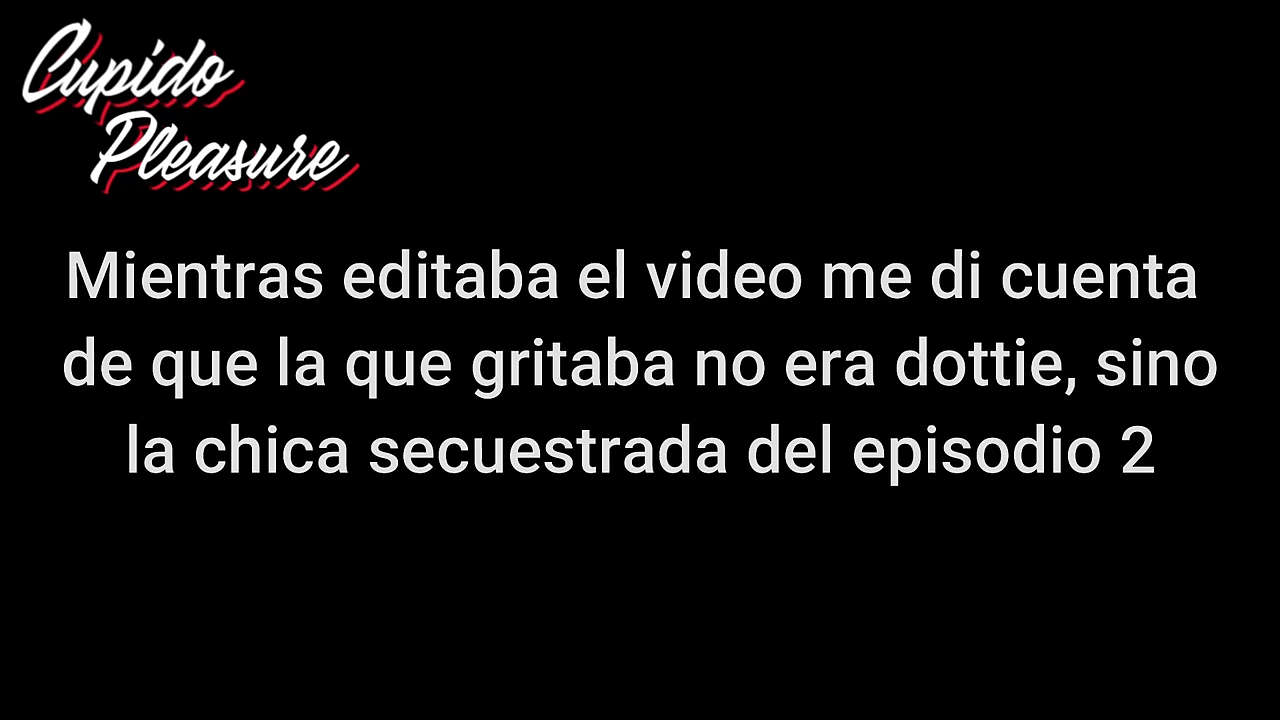 Cupido
Pleasure
Mientras editaba el video me di cuenta
de que la que gritaba no era dottie, sino
la chica secuestrada del episodio 2